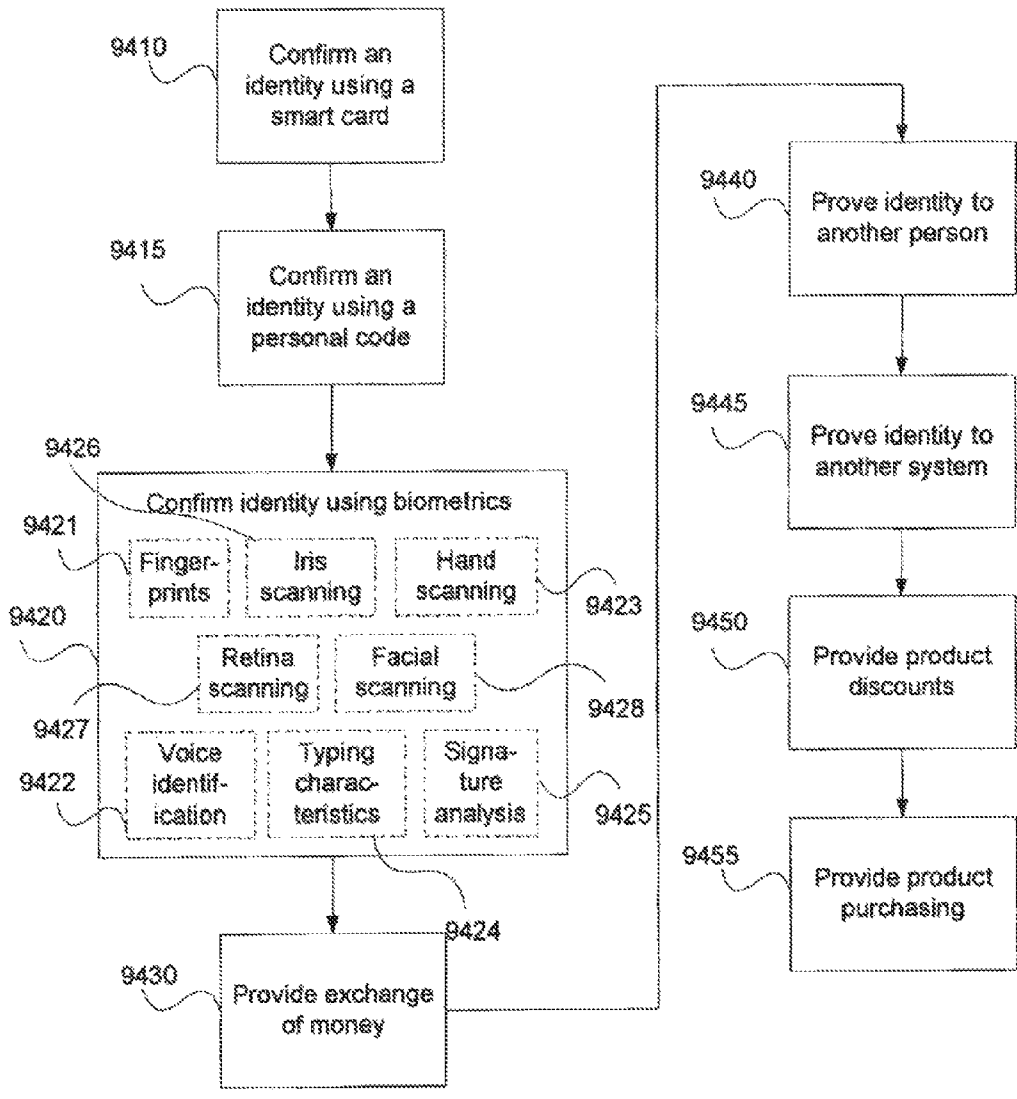 9410
Confirm an
identity using a
smart card
9415
Confirm an
identity using a
personal code
9426
Confirm identity using biometrics
9421
Finger-
prints
Iris
scanning
Hand
scanning
9423
9420
Retina
scanning
Facial
scanning
9427
9428
9422
Voice
identif-
ication
Typing
charac-
teristics
Signa-
ture
analysis
9425
9424
9430
Provide exchange
of money
9440
Prove identity to
another person
9445
Prove identity to
another system
9450
Provide product
discounts
9455
Provide product
purchasing